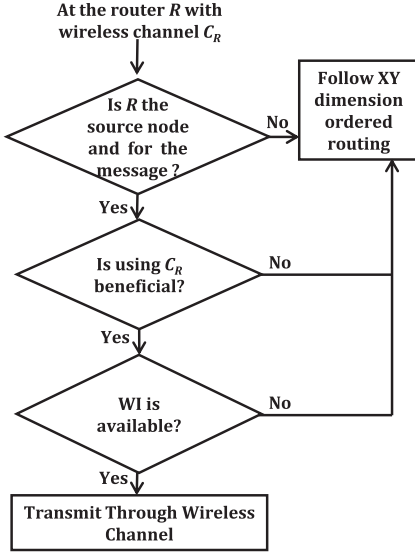 At the router R with
wireless channel C_R
Is R the
source node
and for the
message ?
No
Follow XY
dimension
ordered
routing
Yes
Is using C_R
beneficial?
No
Yes
WI is
available?
No
Yes
Transmit Through Wireless
Channel